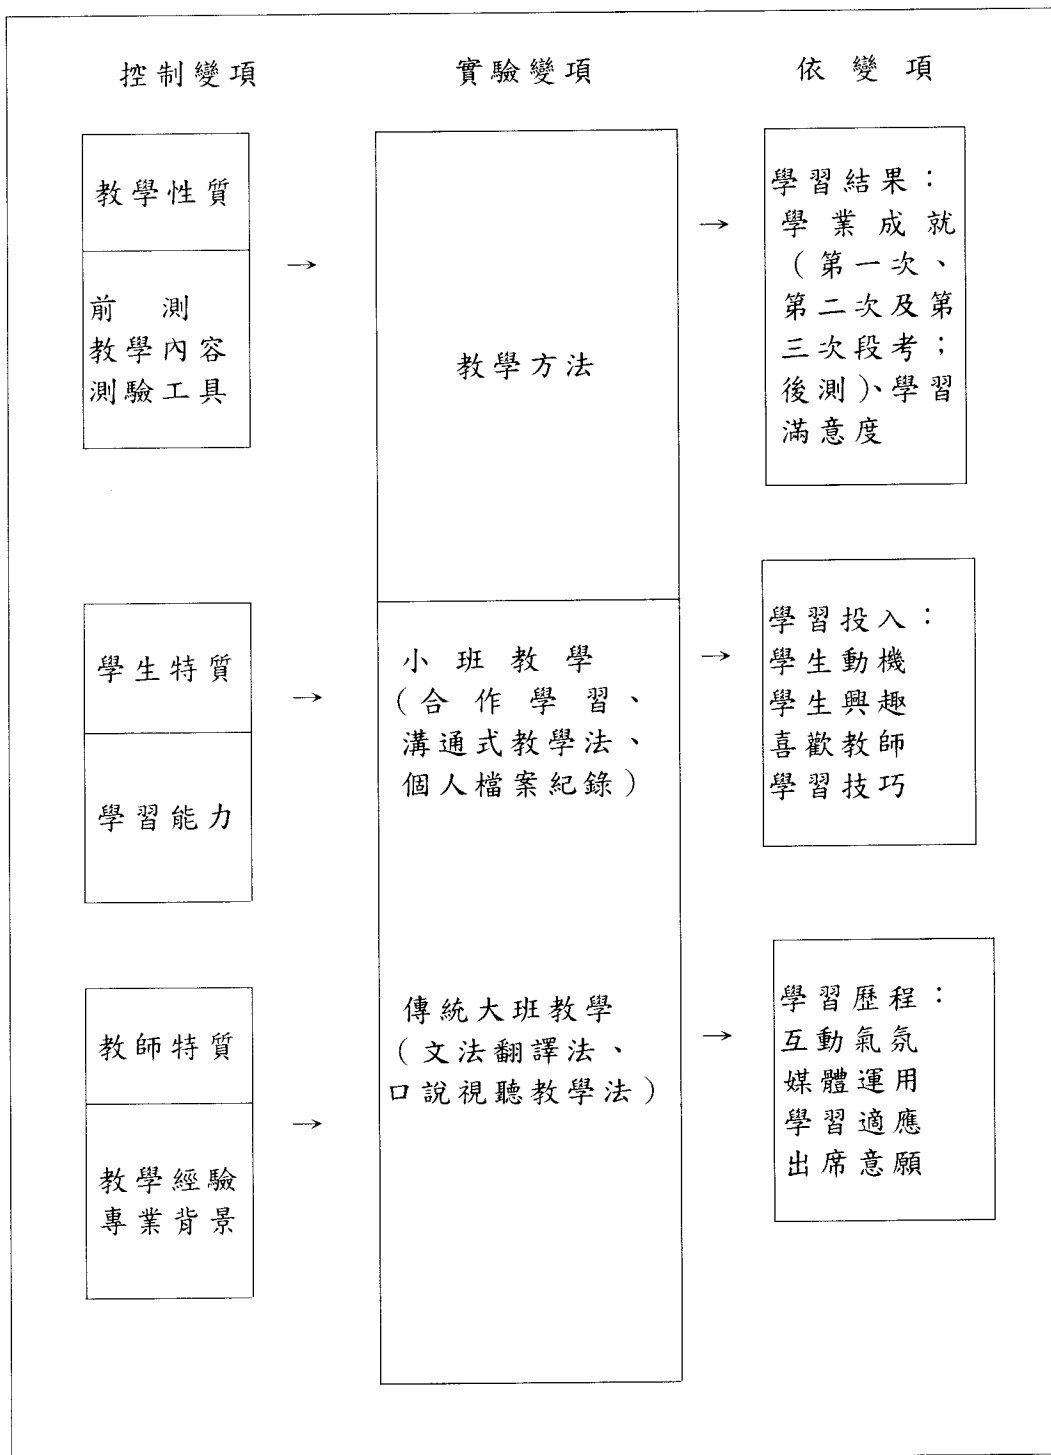 控制變項
實驗變項
依變項
教學性質
前測
教學內容
測驗工具
教學方法
學習結果：
學業成就
（第一次、
第二次及第
三次段考；
後測）、學習
滿意度
學生特質
學習能力
小班教學
（合作學習、
溝通式教學法、
個人檔案紀錄）
學習投入：
學生動機
學生興趣
喜歡教師
學習技巧
教師特質
教學經驗
專業背景
傳統大班教學
（文法翻譯法、
口說視聽教學法）
學習歷程：
互動氣氛
媒體運用
學習適應
出席意願